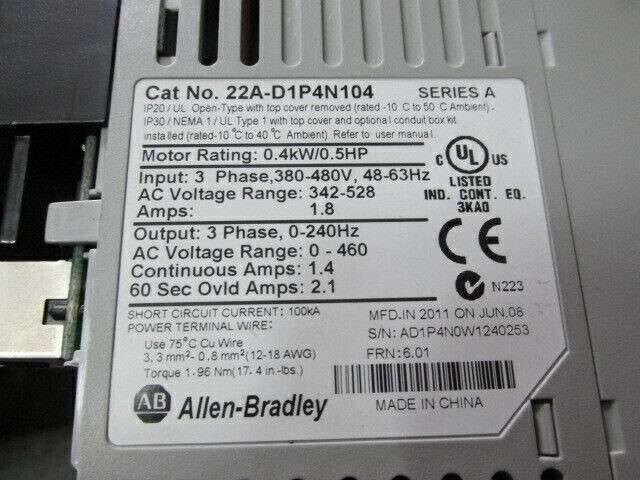 Cat No. 22A-D1P4N104 SERIES A
IP20 / UL Open-Type with top cover removed (rated -10 C to 50 C Ambient).
IP30 / NEMA 1 / UL Type 1 with top cover and optional conduit box kit
installed (rated-10 °C to 40 °C Ambient). Refer to user manual.
Motor Rating: 0.4kW/0.5HP
Input: 3 Phase,380-480V, 48-63Hz
AC Voltage Range: 342-528
Amps: 1.8
Output: 3 Phase, 0-240Hz
AC Voltage Range: 0 - 460
Continuous Amps: 1.4
60 Sec Ovld Amps: 2.1
C UL US
LISTED
IND. CONT. EQ.
3KA0
CE
N223
SHORT CIRCUIT CURRENT: 100kA
POWER TERMINAL WIRE:
Use 75°C Cu Wire
3.3 mm²- 0.8 mm²(12-18 AWG)
Torque 1.96 Nm(17.4 in.-lbs.)
MFD.IN 2011 ON JUN.08
S/N: AD1P4N0W1240253
FRN:6.01
AB Allen-Bradley
MADE IN CHINA